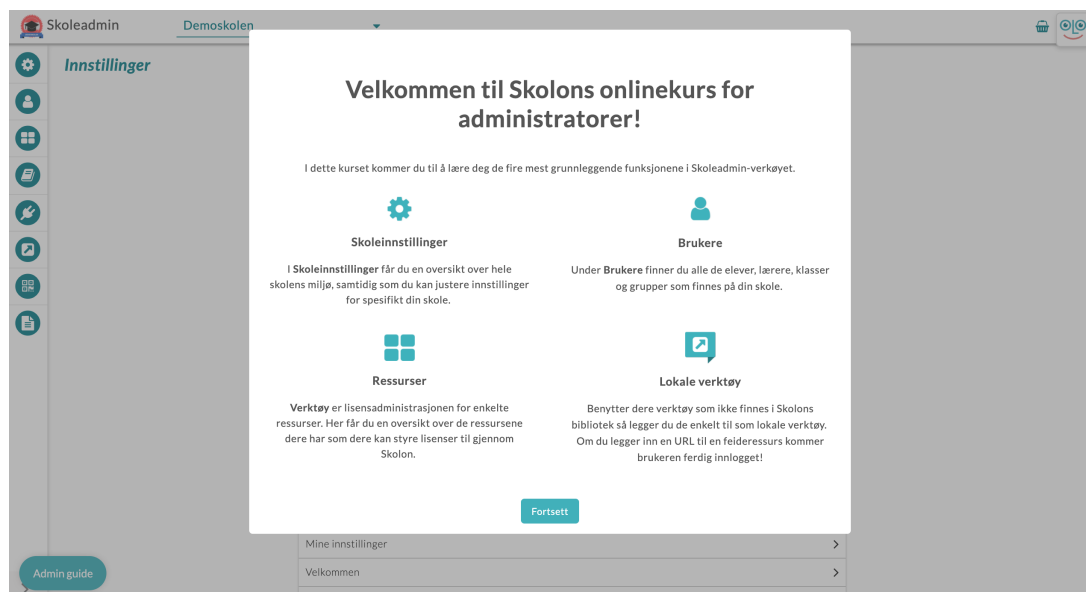 Skoleadmin
Demoskolen
Innstillinger
Velkommen til Skolons onlinekurs for
administratorer!
I dette kurset kommer du til å lære deg de fire mest grunnleggende funksjonene i Skoleadmin-verkøyet.
Skoleinnstillinger
I Skoleinnstillinger får du en oversikt over hele
skolens miljø, samtidig som du kan justere innstillinger
for spesifikt din skole.
Brukere
Under Brukere finner du alle de elever, lærere, klasser
og grupper som finnes på din skole.
Ressurser
Verktøy er lisensadministrasjonen for enkelte
ressurser. Her får du en oversikt over de ressursene
dere har som dere kan styre lisenser til gjennom
Skolon.
Lokale verktøy
Benytter dere verktøy som ikke finnes i Skolons
bibliotek så legger du de enkelt til som lokale verktøy.
Om du legger inn en URL til en feideressurs kommer
brukeren ferdig innlogget!
Fortsett
Mine innstillinger
Velkommen
Admin guide